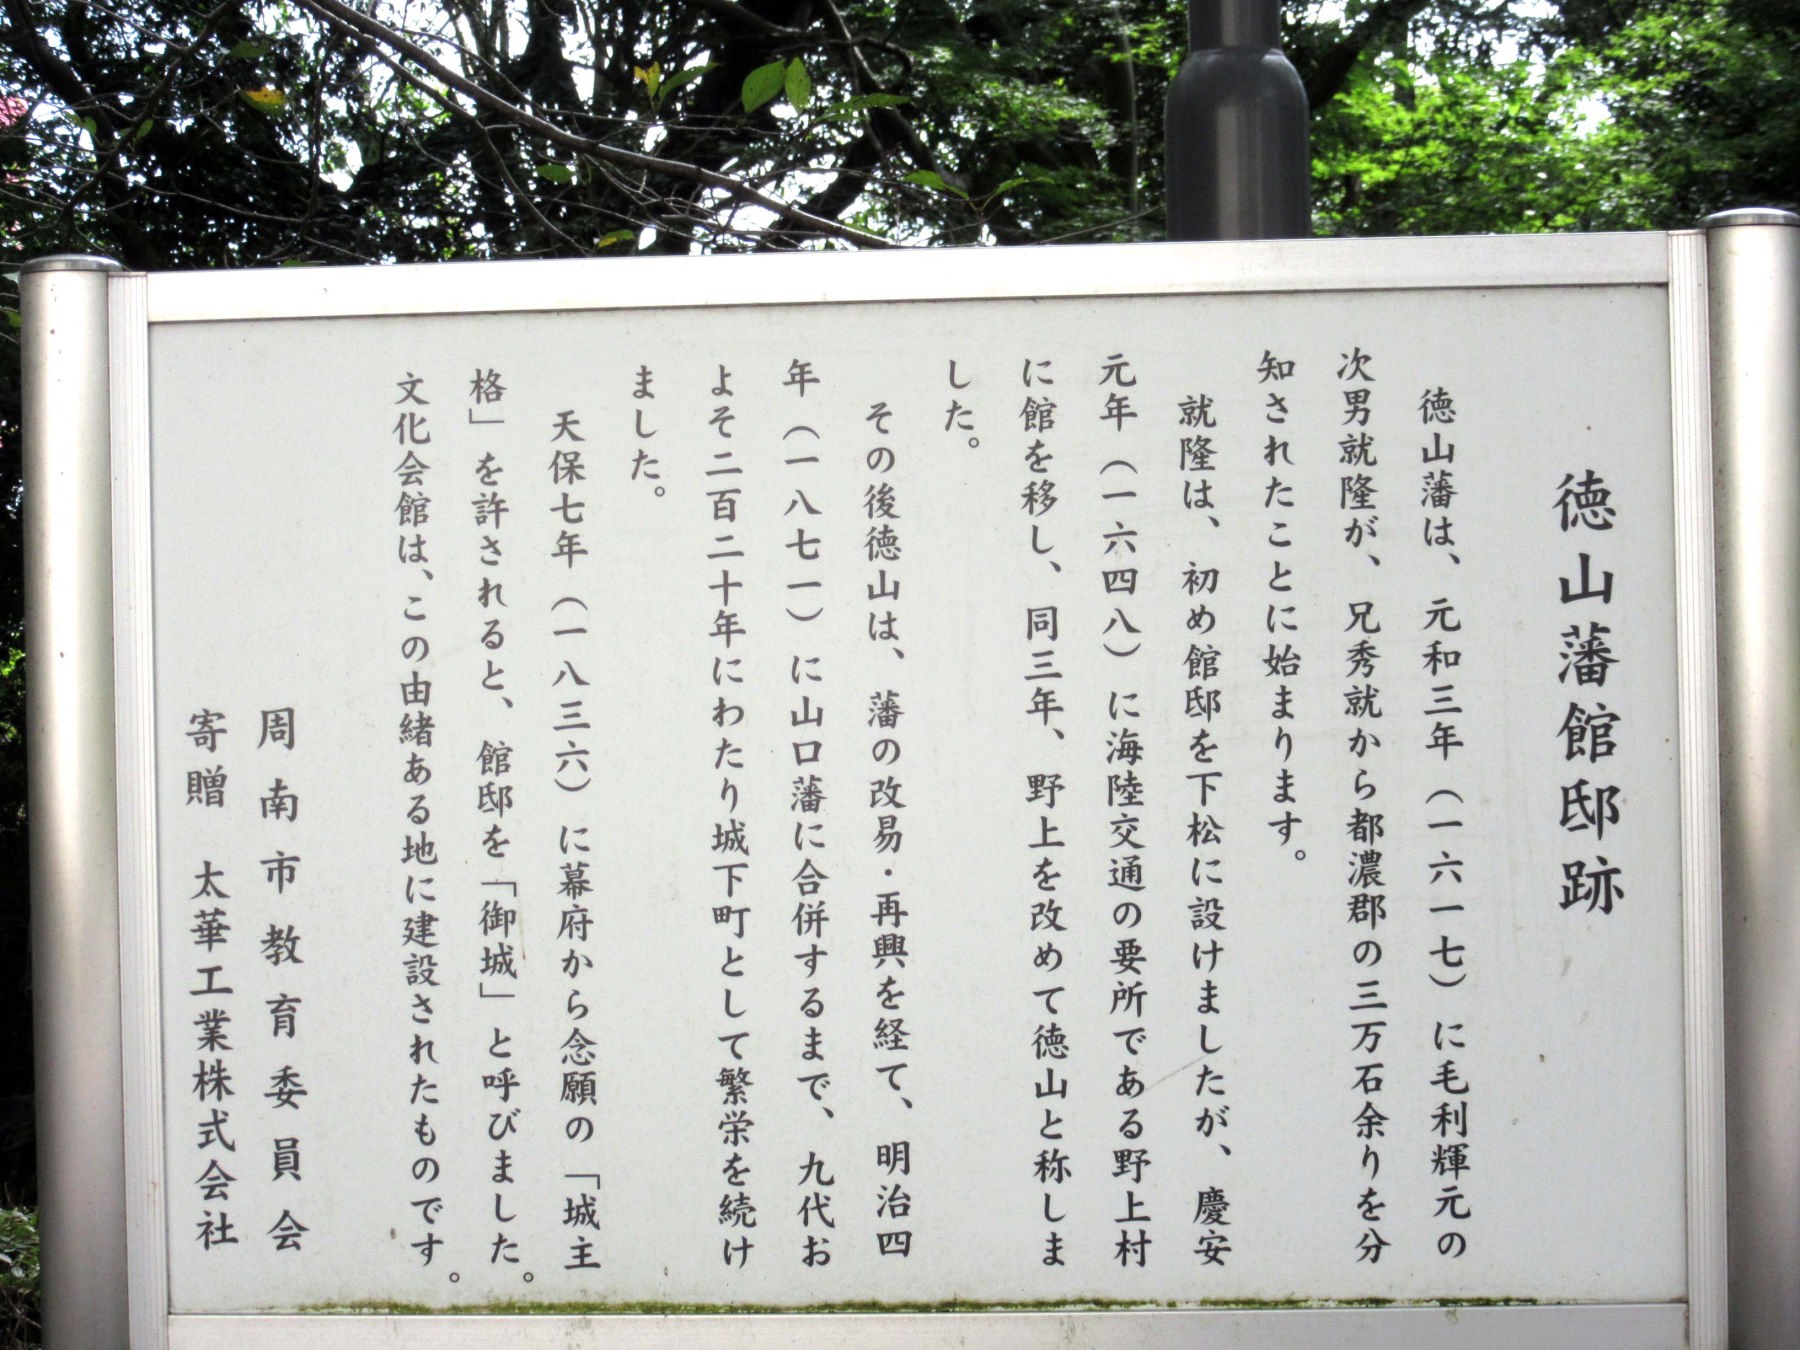 徳山藩館邸跡
徳山藩は、元和三年（一六一七）に毛利輝元の
次男就隆が、兄秀就から都濃郡の三万石余りを分
知されたことに始まります。
就隆は、初め館邸を下松に設けましたが、慶安
元年（一六四八）に海陸交通の要所である野上村
に館を移し、同三年、野上を改めて徳山と称しま
した。
その後徳山は、藩の改易・再興を経て、明治四
年（一八七一）に山口藩に合併するまで、九代お
よそ二百二十年にわたり城下町として繁栄を続け
ました。
天保七年（一八三六）に幕府から念願の「城主
格」を許されると、館邸を「御城」と呼びました。
文化会館は、この由緒ある地に建設されたものです。
周南市教育委員会
寄贈　太華工業株式会社